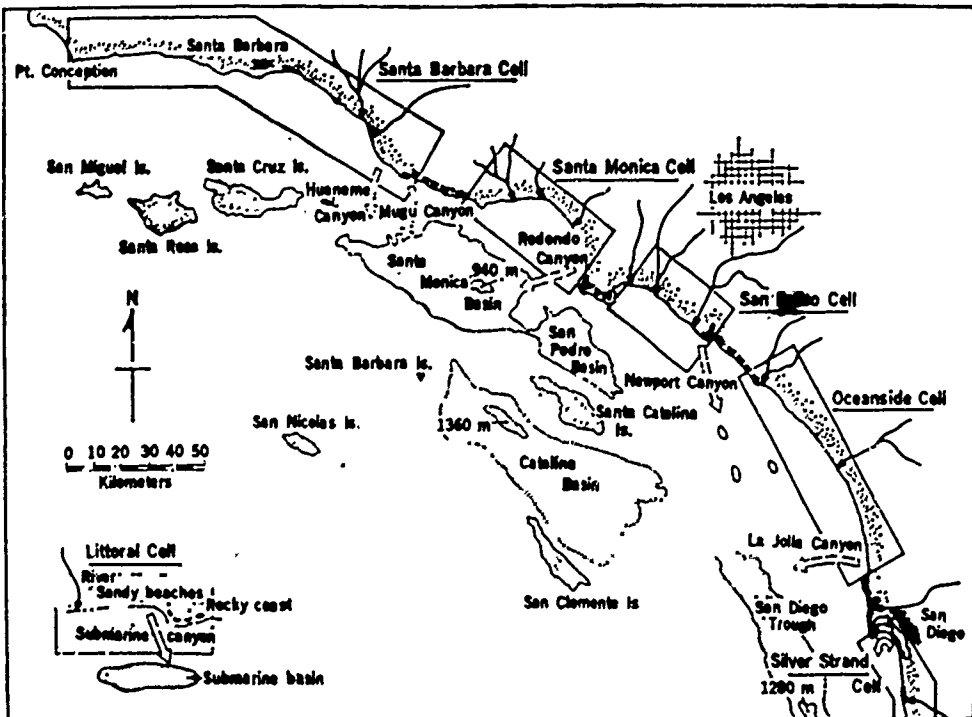 Santa Barbara
Pt. Conception
Santa Barbara Cell
San Miguel Is.
Santa Cruz Is.
Santa Rosa Is.
Hueneme
Canyon
Mugu Canyon
Santa Monica Cell
Los Angeles
Redondo
Canyon
Santa
Monica
Basin
940 m
San
Pedro
Basin
San Cell
Newport Canyon
Oceanside Cell
Santa Barbara Is.
Santa Catalina
Is.
1360 m
San Nicolas Is.
Catalina
Basin
N
0 10 20 30 40 50
Kilometers
La Jolla Canyon
San Clemente Is
San Diego
Trough
San
Diego
Silver Strand
Cell
1280 m
Littoral Cell
River
Sandy beaches
Rocky coast
Submarine canyon
Submarine basin